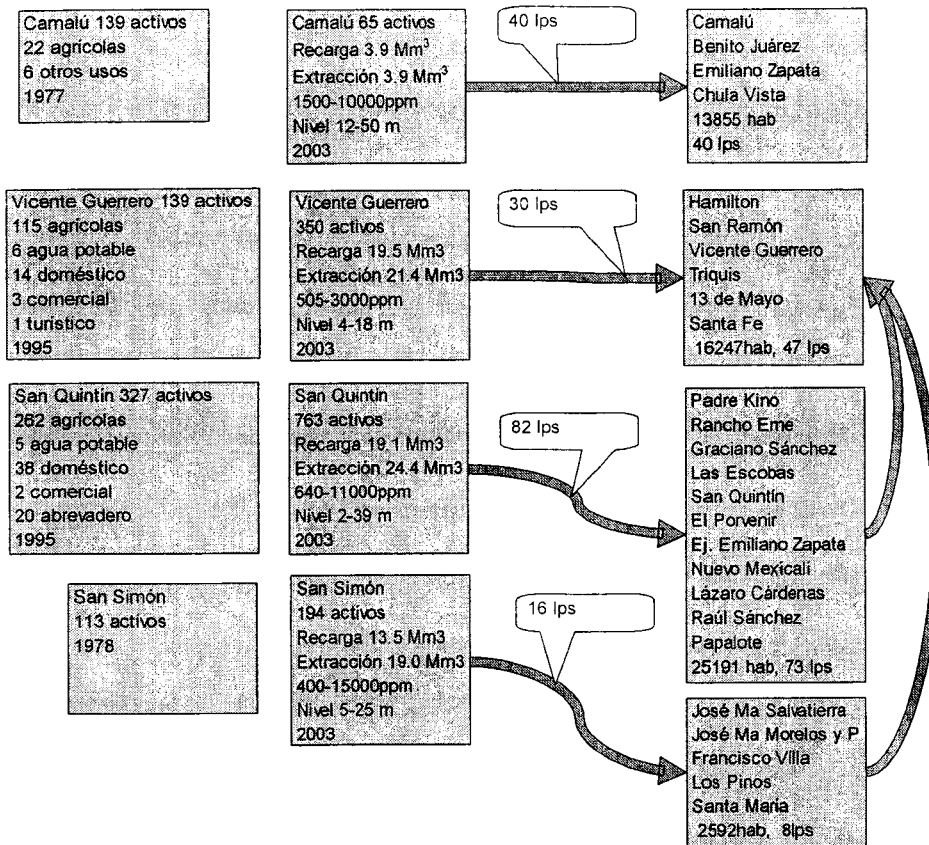 Camalú 139 activos
22 agrícolas
6 otros usos
1977
Camalú 65 activos
Recarga 3.9 Mm³
Extracción 3.9 Mm³
1500-10000ppm
Nivel 12-50 m
2003
40 lps
Camalú
Benito Juárez
Emiliano Zapata
Chula Vista
13855 hab
40 lps
Vicente Guerrero 139 activos
115 agrícolas
6 agua potable
14 doméstico
3 comercial
1 turístico
1995
Vicente Guerrero
350 activos
Recarga 19.5 Mm3
Extracción 21.4 Mm3
505-3000ppm
Nivel 4-18 m
2003
30 lps
Hamilton
San Ramón
Vicente Guerrero
Triquis
13 de Mayo
Santa Fe
16247hab, 47 lps
San Quintín 327 activos
262 agrícolas
5 agua potable
38 doméstico
2 comercial
20 abrevadero
1995
San Quintín
763 activos
Recarga 19.1 Mm3
Extracción 24.4 Mm3
640-11000ppm
Nivel 2-39 m
2003
82 lps
Padre Kino
Rancho Eme
Graciano Sánchez
Las Escobas
San Quintín
El Porvenir
Ej. Emiliano Zapata
Nuevo Mexicali
Lázaro Cárdenas
Raúl Sánchez
Papalote
25191 hab, 73 lps
San Simón
113 activos
1978
San Simón
194 activos
Recarga 13.5 Mm3
Extracción 19.0 Mm3
400-15000ppm
Nivel 5-25 m
2003
16 lps
José Ma Salvatierra
José Ma Morelos y P
Francisco Villa
Los Pinos
Santa María
2592hab, 8lps